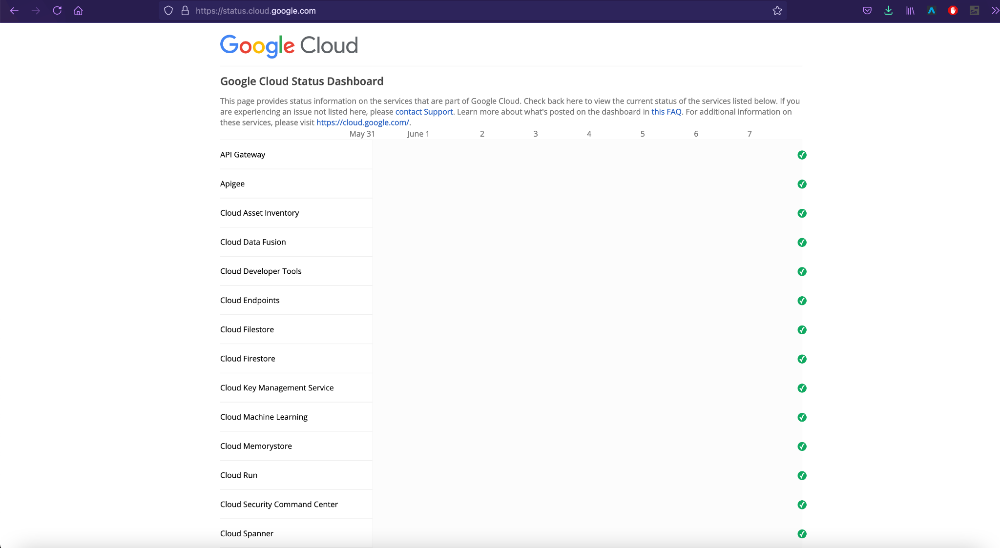 https://status.cloud.google.com
Se
Google Cloud
Google Cloud Status Dashboard
This page provides status information on the services that are part of Google Cloud. Check back here to view the current status of the services listed below. If you
are experiencing an issue not listed here, please contact Support. Learn more about what's posted on the dashboard in this FAQ. For additional information on
these services, please visit https://cloud.google.com/.
May 31 June 1 2 3 4 5 6 7
API Gateway
Apigee
Cloud Asset Inventory
Cloud Data Fusion
Cloud Developer Tools
Cloud Endpoints
Cloud Filestore
Cloud Firestore
Cloud Key Management Service
Cloud Machine Learning
Cloud Memorystore
Cloud Run
Cloud Security Command Center
Cloud Spanner